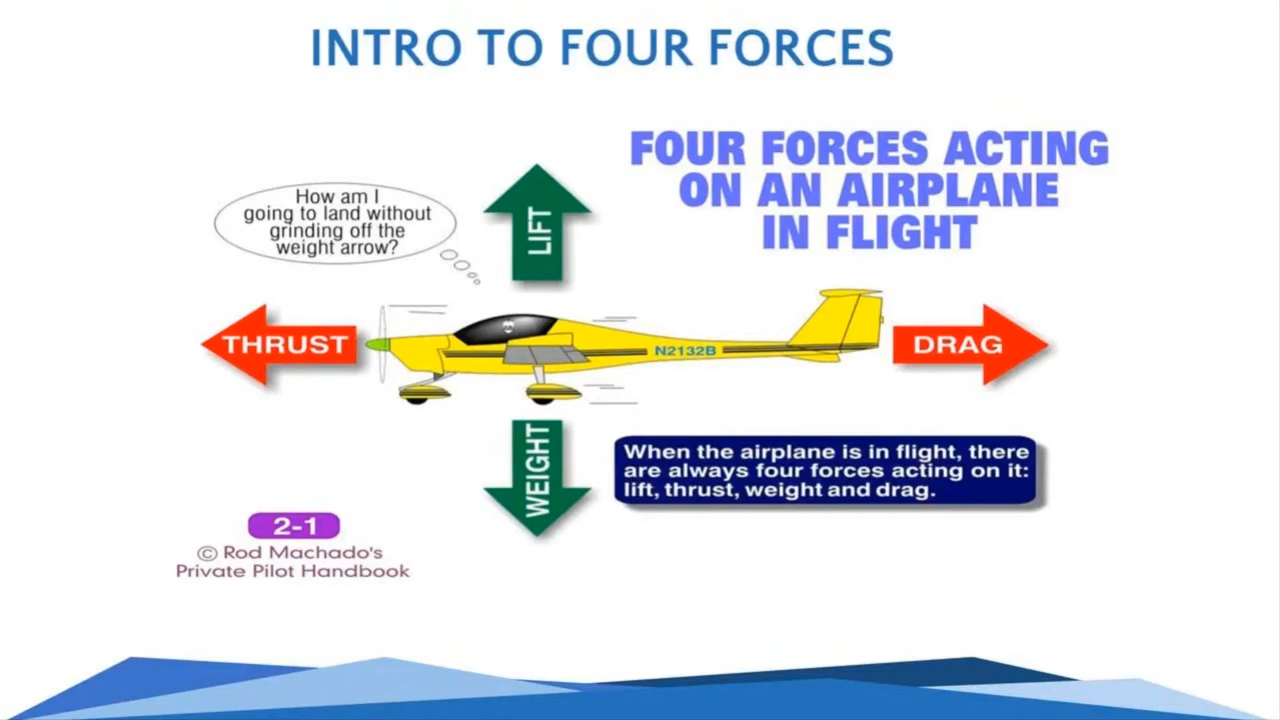 INTRO TO FOUR FORCES
FOUR FORCES ACTING
ON AN AIRPLANE
IN FLIGHT
How am I
going to land without
grinding off the
weight arrow?
LIFT
THRUST
N2132B
DRAG
WEIGHT
When the airplane is in flight, there
are always four forces acting on it:
lift, thrust, weight and drag.
2-1
© Rod Machado's
Private Pilot Handbook